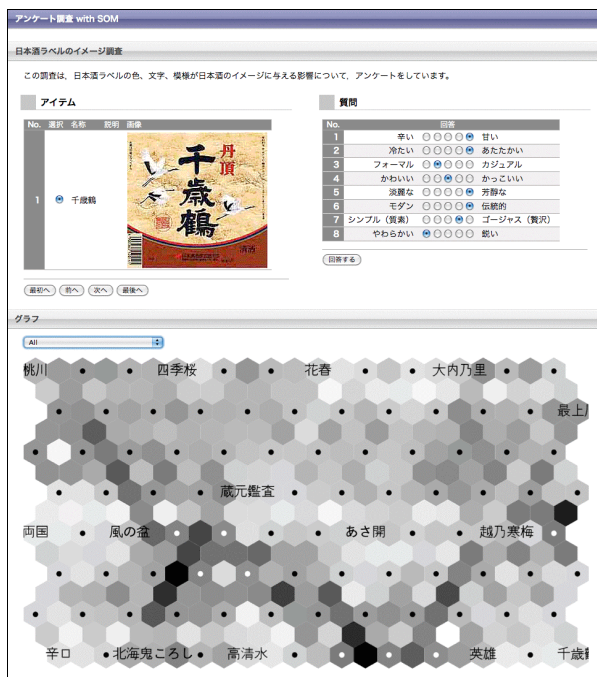 アンケート調査 with SOM
日本酒ラベルのイメージ調査
この調査は，日本酒ラベルの色、文字、模様が日本酒のイメージに与える影響について，アンケートをしています。
アイテム
No. 選択 名称 説明 画像
1 千歳鶴
丹頂
千歳鶴
清酒
最初へ 前へ 次へ 最後へ
質問
No. 回答
1 辛い 甘い
2 冷たい あたたかい
3 フォーマル カジュアル
4 かわいい かっこいい
5 淡麗な 芳醇な
6 モダン 伝統的
7 シンプル（質素） ゴージャス（贅沢）
8 やわらかい 鋭い
回答する
グラフ
All
桃川 四季桜 花春 大内乃里
最上川
蔵元鑑査
両国 風の盆 あさ開 越乃寒梅
辛口 北海鬼ころし 高清水 英雄 千歳鶴